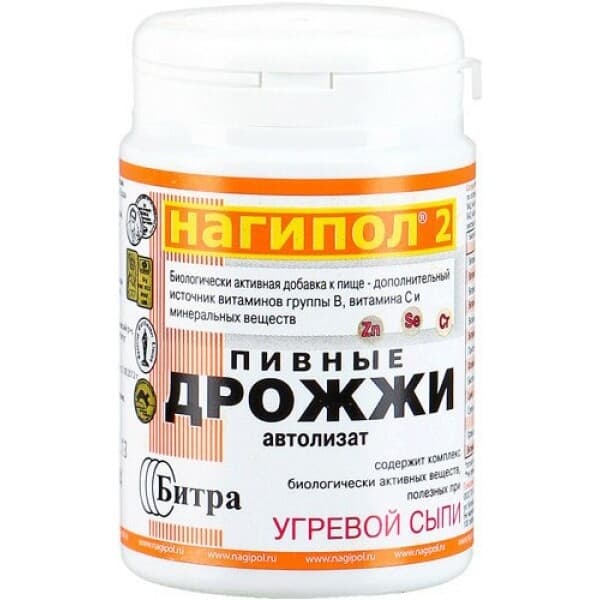 нагипол® 2
Биологически активная добавка к пище - дополнительный
источник витаминов группы В, витамина С и
минеральных веществ
Zn Se Cr
ПИВНЫЕ
ДРОЖЖИ
автолизат
содержит комплекс
биологически активных веществ,
полезных при
УГРЕВОЙ СЫПИ
Битра
www.nagipol.ru www.nagipol.ru www.nagipol.ru